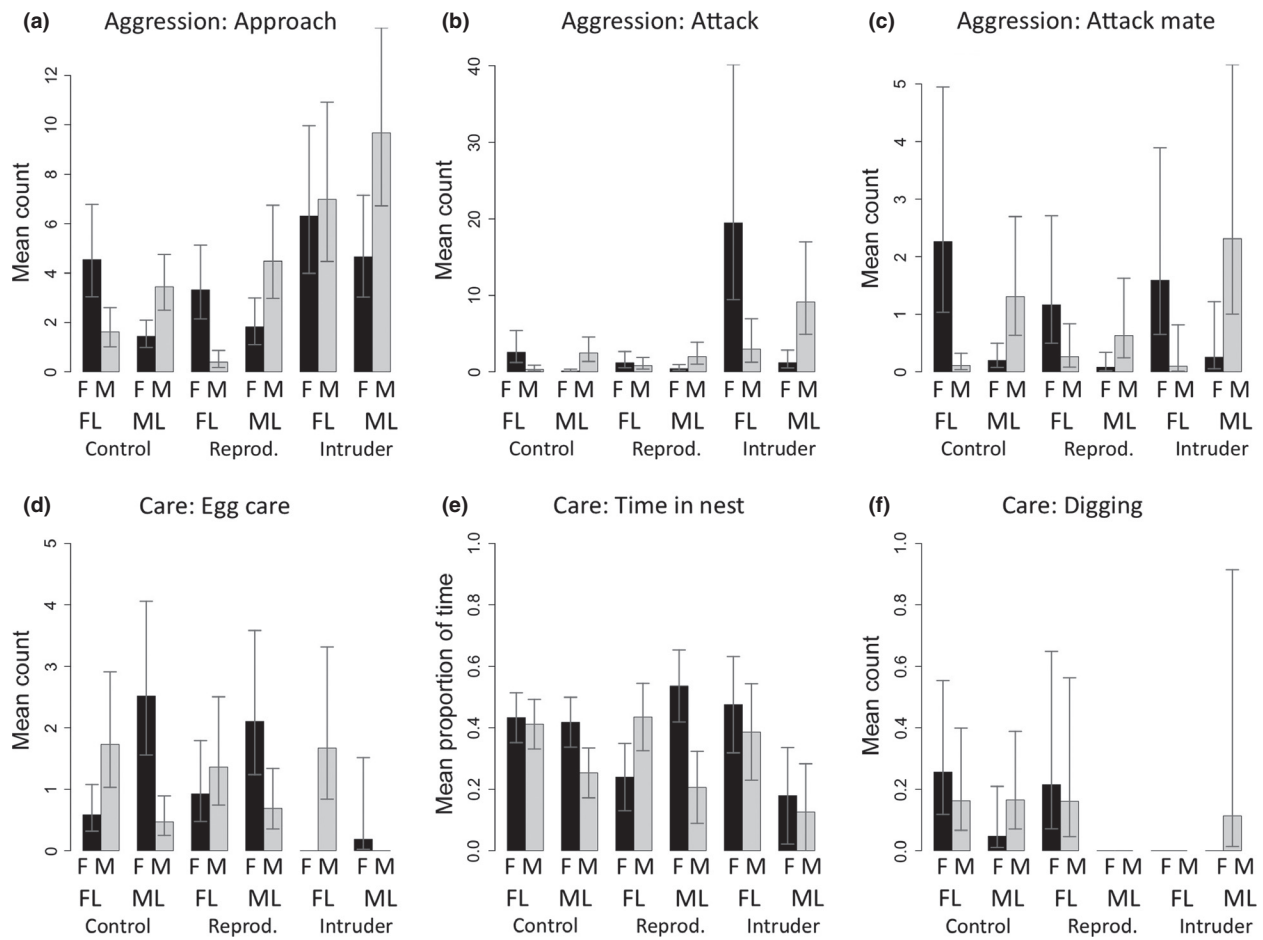 (a) Aggression: Approach
Mean count
12
10
8
6
4
2
0
F M F M F M F M F M F M
FL ML FL ML FL ML
Control Reprod. Intruder
(b) Aggression: Attack
Mean count
40
30
20
10
0
F M F M F M F M F M F M
FL ML FL ML FL ML
Control Reprod. Intruder
(c) Aggression: Attack mate
Mean count
5
4
3
2
1
0
F M F M F M F M F M F M
FL ML FL ML FL ML
Control Reprod. Intruder
(d) Care: Egg care
Mean count
5
4
3
2
1
0
F M F M F M F M F M F M
FL ML FL ML FL ML
Control Reprod. Intruder
(e) Care: Time in nest
Mean proportion of time
1.0
0.8
0.6
0.4
0.2
0.0
F M F M F M F M F M F M
FL ML FL ML FL ML
Control Reprod. Intruder
(f) Care: Digging
Mean count
1.0
0.8
0.6
0.4
0.2
0.0
F M F M F M F M F M F M
FL ML FL ML FL ML
Control Reprod. Intruder